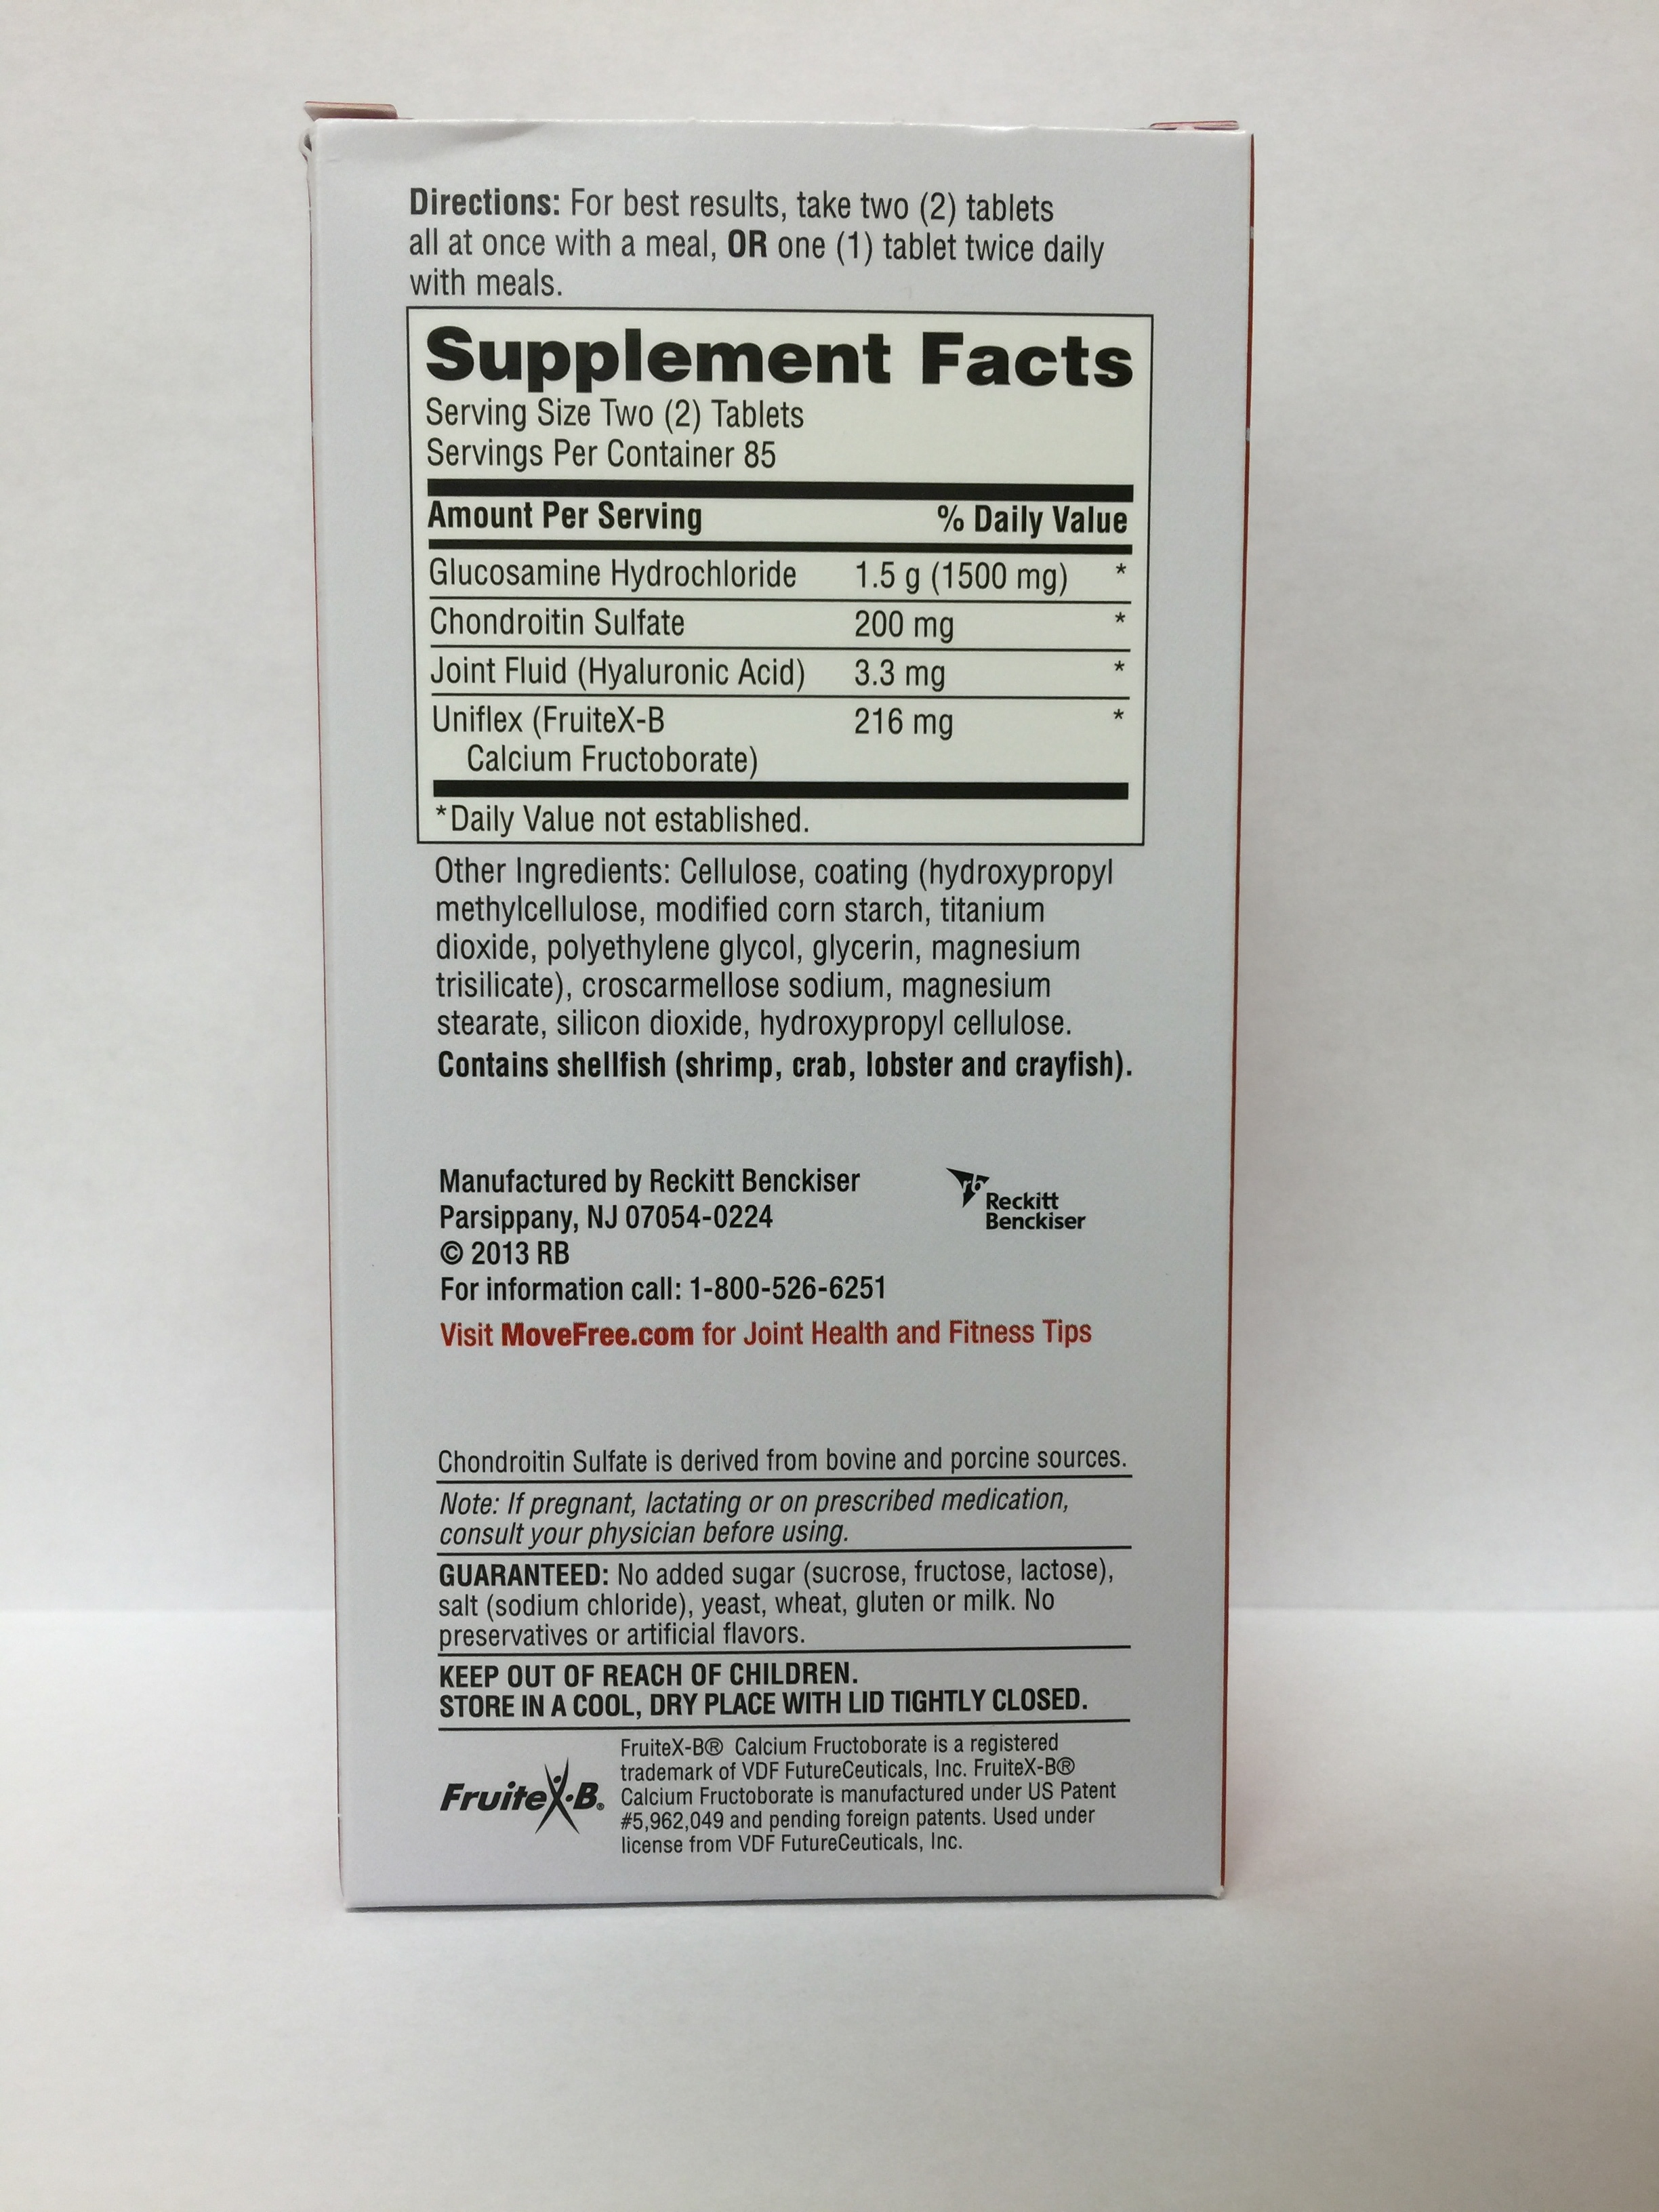 Directions: For best results, take two (2) tablets
all at once with a meal, OR one (1) tablet twice daily
with meals.
Supplement Facts
Serving Size Two (2) Tablets
Servings Per Container 85
Amount Per Serving % Daily Value
Glucosamine Hydrochloride 1.5 g (1500 mg) *
Chondroitin Sulfate 200 mg *
Joint Fluid (Hyaluronic Acid) 3.3 mg *
Uniflex (FruiteX-B 216 mg *
Calcium Fructoborate)
*Daily Value not established.
Other Ingredients: Cellulose, coating (hydroxypropyl
methylcellulose, modified corn starch, titanium
dioxide, polyethylene glycol, glycerin, magnesium
trisilicate), croscarmellose sodium, magnesium
stearate, silicon dioxide, hydroxypropyl cellulose.
Contains shellfish (shrimp, crab, lobster and crayfish).
Manufactured by Reckitt Benckiser
Parsippany, NJ 07054-0224
© 2013 RB
For information call: 1-800-526-6251
rb
Reckitt
Benckiser
Visit MoveFree.com for Joint Health and Fitness Tips
Chondroitin Sulfate is derived from bovine and porcine sources.
Note: If pregnant, lactating or on prescribed medication,
consult your physician before using.
GUARANTEED: No added sugar (sucrose, fructose, lactose),
salt (sodium chloride), yeast, wheat, gluten or milk. No
preservatives or artificial flavors.
KEEP OUT OF REACH OF CHILDREN.
STORE IN A COOL, DRY PLACE WITH LID TIGHTLY CLOSED.
FruiteX-B®
FruiteX-B® Calcium Fructoborate is a registered
trademark of VDF FutureCeuticals, Inc. FruiteX-B®
Calcium Fructoborate is manufactured under US Patent
#5,962,049 and pending foreign patents. Used under
license from VDF FutureCeuticals, Inc.